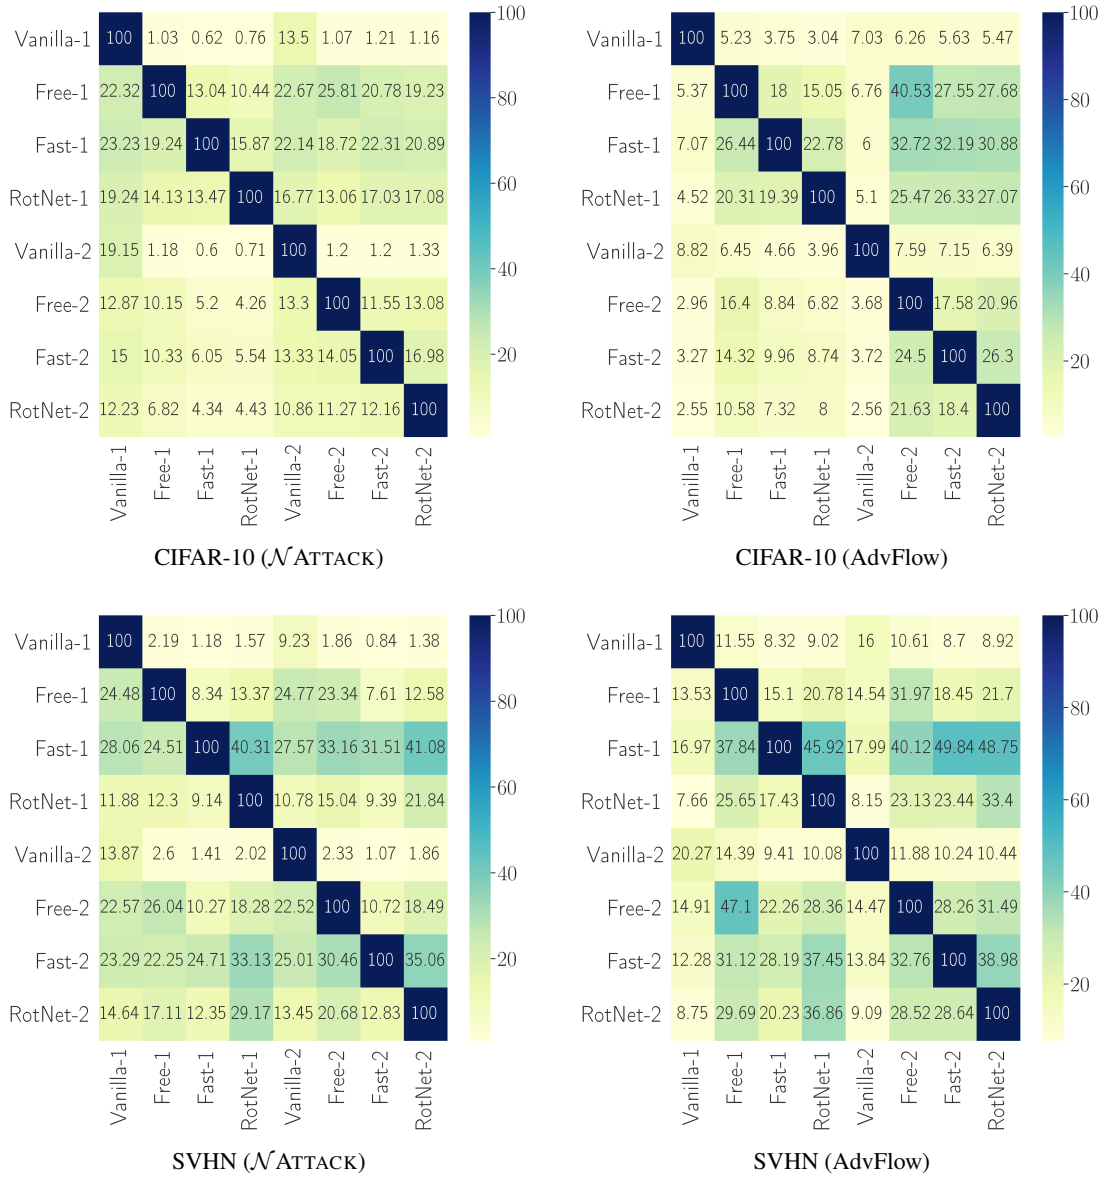 Vanilla-1 100 1.03 0.62 0.76 13.5 1.07 1.21 1.16
Free-1 22.32 100 13.04 10.44 22.67 25.81 20.78 19.23
Fast-1 23.23 19.24 100 15.87 22.14 18.72 22.31 20.89
RotNet-1 19.24 14.13 13.47 100 16.77 13.06 17.03 17.08
Vanilla-2 19.15 1.18 0.6 0.71 100 1.2 1.2 1.33
Free-2 12.87 10.15 5.2 4.26 13.3 100 11.55 13.08
Fast-2 15 10.33 6.05 5.54 13.33 14.05 100 16.98
RotNet-2 12.23 6.82 4.34 4.43 10.86 11.27 12.16 100
Vanilla-1 Free-1 Fast-1 RotNet-1 Vanilla-2 Free-2 Fast-2 RotNet-2
100
80
60
40
20
CIFAR-10 (𝒩ATTACK)
Vanilla-1 100 5.23 3.75 3.04 7.03 6.26 5.63 5.47
Free-1 5.37 100 18 15.05 6.76 40.53 27.55 27.68
Fast-1 7.07 26.44 100 22.78 6 32.72 32.19 30.88
RotNet-1 4.52 20.31 19.39 100 5.1 25.47 26.33 27.07
Vanilla-2 8.82 6.45 4.66 3.96 100 7.59 7.15 6.39
Free-2 2.96 16.4 8.84 6.82 3.68 100 17.58 20.96
Fast-2 3.27 14.32 9.96 8.74 3.72 24.5 100 26.3
RotNet-2 2.55 10.58 7.32 8 2.56 21.63 18.4 100
Vanilla-1 Free-1 Fast-1 RotNet-1 Vanilla-2 Free-2 Fast-2 RotNet-2
100
80
60
40
20
CIFAR-10 (AdvFlow)
Vanilla-1 100 2.19 1.18 1.57 9.23 1.86 0.84 1.38
Free-1 24.48 100 8.34 13.37 24.77 23.34 7.61 12.58
Fast-1 28.06 24.51 100 40.31 27.57 33.16 31.51 41.08
RotNet-1 11.88 12.3 9.14 100 10.78 15.04 9.39 21.84
Vanilla-2 13.87 2.6 1.41 2.02 100 2.33 1.07 1.86
Free-2 22.57 26.04 10.27 18.28 22.52 100 10.72 18.49
Fast-2 23.29 22.25 24.71 33.13 25.01 30.46 100 35.06
RotNet-2 14.64 17.11 12.35 29.17 13.45 20.68 12.83 100
Vanilla-1 Free-1 Fast-1 RotNet-1 Vanilla-2 Free-2 Fast-2 RotNet-2
100
80
60
40
20
SVHN (𝒩ATTACK)
Vanilla-1 100 11.55 8.32 9.02 16 10.61 8.7 8.92
Free-1 13.53 100 15.1 20.78 14.54 31.97 18.45 21.7
Fast-1 16.97 37.84 100 45.92 17.99 40.12 49.84 48.75
RotNet-1 7.66 25.65 17.43 100 8.15 23.13 23.44 33.4
Vanilla-2 20.27 14.39 9.41 10.08 100 11.88 10.24 10.44
Free-2 14.91 47.1 22.26 28.36 14.47 100 28.26 31.49
Fast-2 12.28 31.12 28.19 37.45 13.84 32.76 100 38.98
RotNet-2 8.75 29.69 20.23 36.86 9.09 28.52 28.64 100
Vanilla-1 Free-1 Fast-1 RotNet-1 Vanilla-2 Free-2 Fast-2 RotNet-2
100
80
60
40
20
SVHN (AdvFlow)